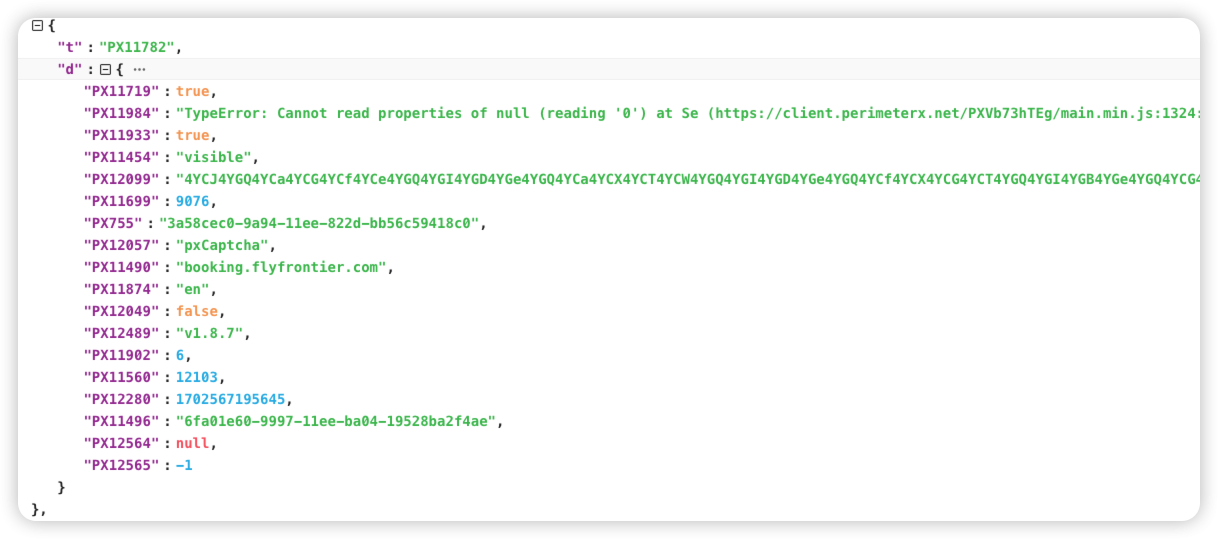 {
"t" : "PX11782",
"d" : { ...
"PX11719" : true,
"PX11984" : "TypeError: Cannot read properties of null (reading '0') at Se (https://client.perimeterx.net/PXVb73hTEg/main.min.js:1324:
"PX11933" : true,
"PX11454" : "visible",
"PX12099" : "4YCJ4YGQ4YCa4YCG4YCf4YCe4YGQ4YGI4YGD4YGe4YGQ4YCa4YCX4YCT4YCW4YGQ4YGI4YGD4YGe4YGQ4YCf4YCX4YCG4YCT4YGQ4YGI4YGB4YGe4YGQ4YCG4
"PX11699" : 9076,
"PX755" : "3a58cec0-9a94-11ee-822d-bb56c59418c0",
"PX12057" : "pxCaptcha",
"PX11490" : "booking.flyfrontier.com",
"PX11874" : "en",
"PX12049" : false,
"PX12489" : "v1.8.7",
"PX11902" : 6,
"PX11560" : 12103,
"PX12280" : 1702567195645,
"PX11496" : "6fa01e60-9997-11ee-ba04-19528ba2f4ae",
"PX12564" : null,
"PX12565" : -1
}
},